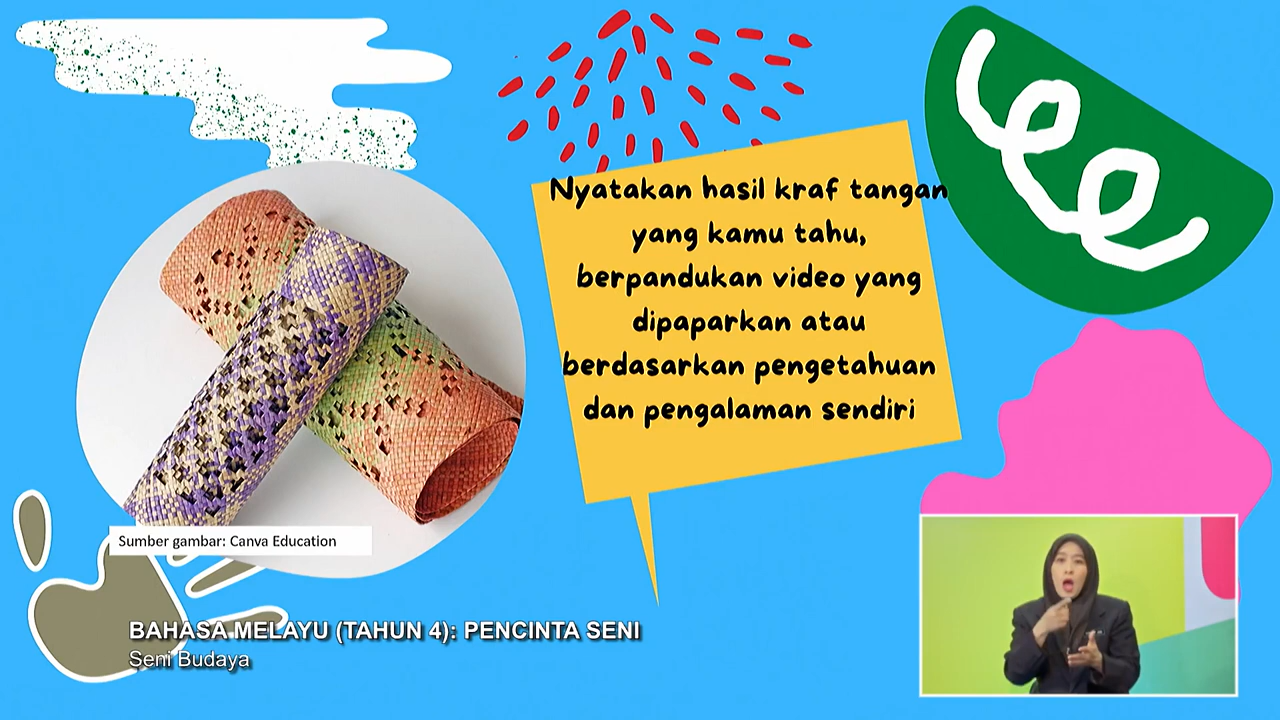 Nyatakan hasil kraf tangan
yang kamu tahu,
berpandukan video yang
dipaparkan atau
berdasarkan pengetahuan
dan pengalaman sendiri
Sumber gambar: Canva Education
BAHASA MELAYU (TAHUN 4): PENCINTA SENI
Seni Budaya